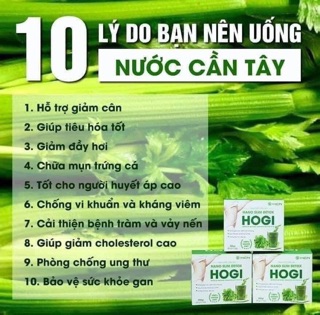 10 LÝ DO BẠN NÊN UỐNG
NƯỚC CẦN TÂY
1. Hỗ trợ giảm cân
2. Giúp tiêu hóa tốt
3. Giảm đầy hơi
4. Chữa mụn trứng cá
5. Tốt cho người huyết áp cao
6. Chống vi khuẩn và kháng viêm
7. Cải thiện bệnh tràm và vảy nến
8. Giúp giảm cholesterol cao
9. Phòng chống ung thư
10. Bảo vệ sức khỏe gan
HOGI
HOGI
HOGI